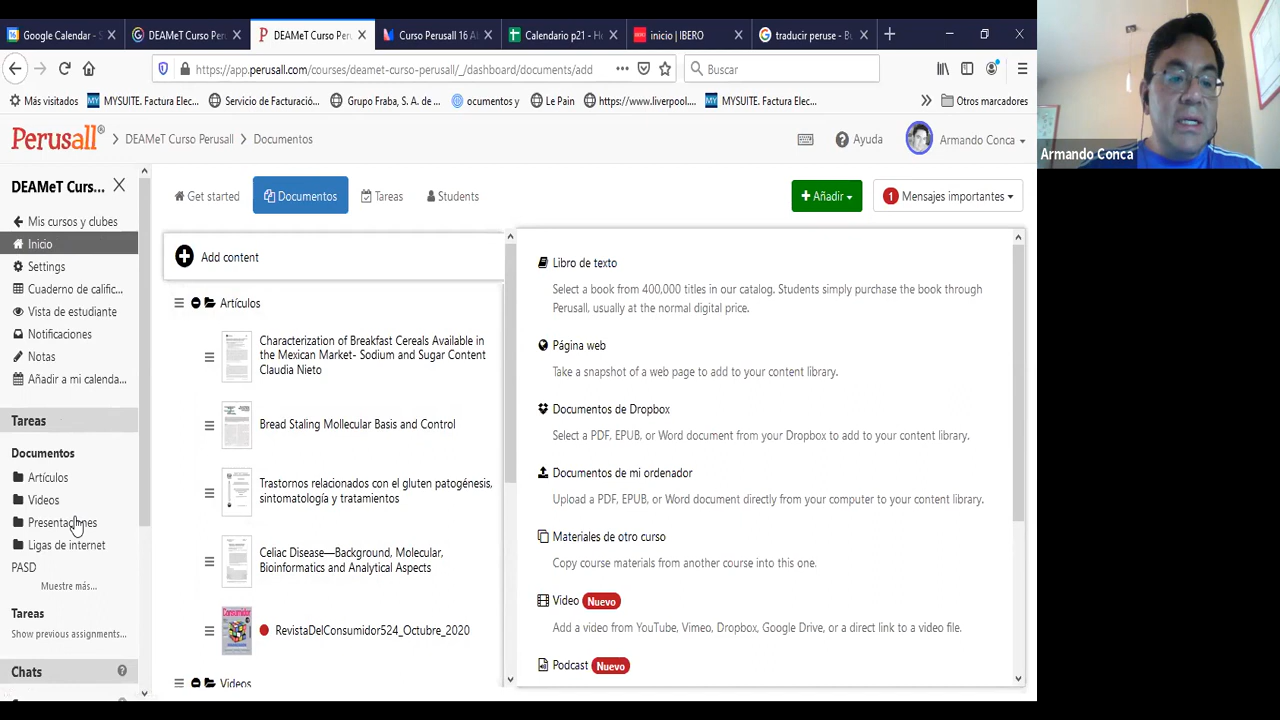 Google Calendar - S
DEAMeT Curso Per
DEAMeT Curso Peru
Curso Perusall 16 A
Calendario p21 - Ho
inicio | IBERO
traducir peruse - Bu
https://app.perusall.com/courses/deamet-curso-perusall/_/dashboard/documents/add
Buscar
Más visitados
MYSUITE. Factura Elec...
Servicio de Facturació...
Grupo Fraba, S. A. de ...
ocumentos y
Le Pain
https://www.liverpool....
MYSUITE. Factura Elec...
Otros marcadores
Perusall®
DEAMeT Curso Perusall
Documentos
Ayuda
Armando Conca
Armando Conca
DEAMeT Curs...
Mis cursos y clubes
Inicio
Settings
Cuaderno de calific...
Vista de estudiante
Notificaciones
Notas
Añadir a mi calenda...
Tareas
Documentos
Artículos
Videos
Presentaciones
Ligas de internet
PASD
Muestre más...
Tareas
Show previous assignments...
Chats
Get started
Documentos
Tareas
Students
Añadir
1 Mensajes importantes
Add content
Artículos
Characterization of Breakfast Cereals Available in
the Mexican Market- Sodium and Sugar Content
Claudia Nieto
Bread Staling Mollecular Basis and Control
Trastornos relacionados con el gluten patogénesis,
sintomatología y tratamientos
Celiac Disease—Background, Molecular,
Bioinformatics and Analytical Aspects
RevistaDelConsumidor524_Octubre_2020
Videos
Libro de texto
Select a book from 400,000 titles in our catalog. Students simply purchase the book through
Perusall, usually at the normal digital price.
Página web
Take a snapshot of a web page to add to your content library.
Documentos de Dropbox
Select a PDF, EPUB, or Word document from your Dropbox to add to your content library.
Documentos de mi ordenador
Upload a PDF, EPUB, or Word document directly from your computer to your content library.
Materiales de otro curso
Copy course materials from another course into this one.
Video Nuevo
Add a video from YouTube, Vimeo, Dropbox, Google Drive, or a direct link to a video file.
Podcast Nuevo